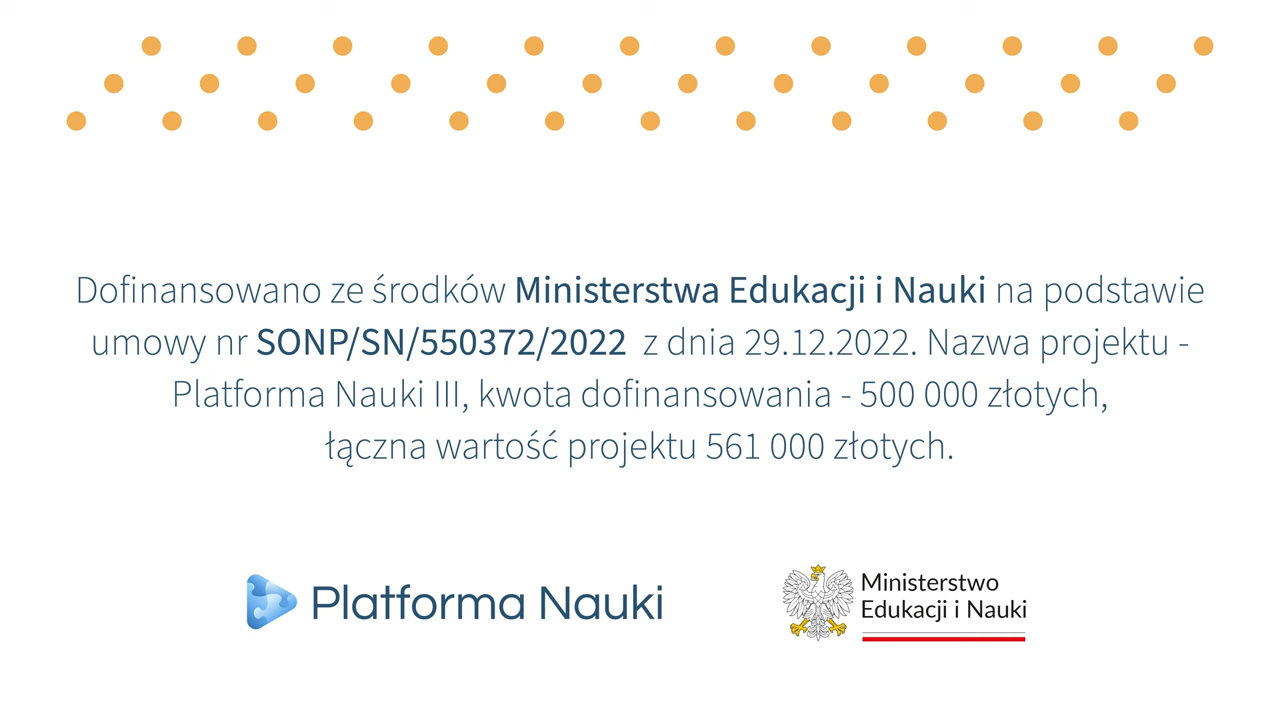 Dofinansowano ze środków Ministerstwa Edukacji i Nauki na podstawie
umowy nr SONP/SN/550372/2022 z dnia 29.12.2022. Nazwa projektu -
Platforma Nauki III, kwota dofinansowania - 500 000 złotych,
łączna wartość projektu 561 000 złotych.
Platforma Nauki
Ministerstwo
Edukacji i Nauki